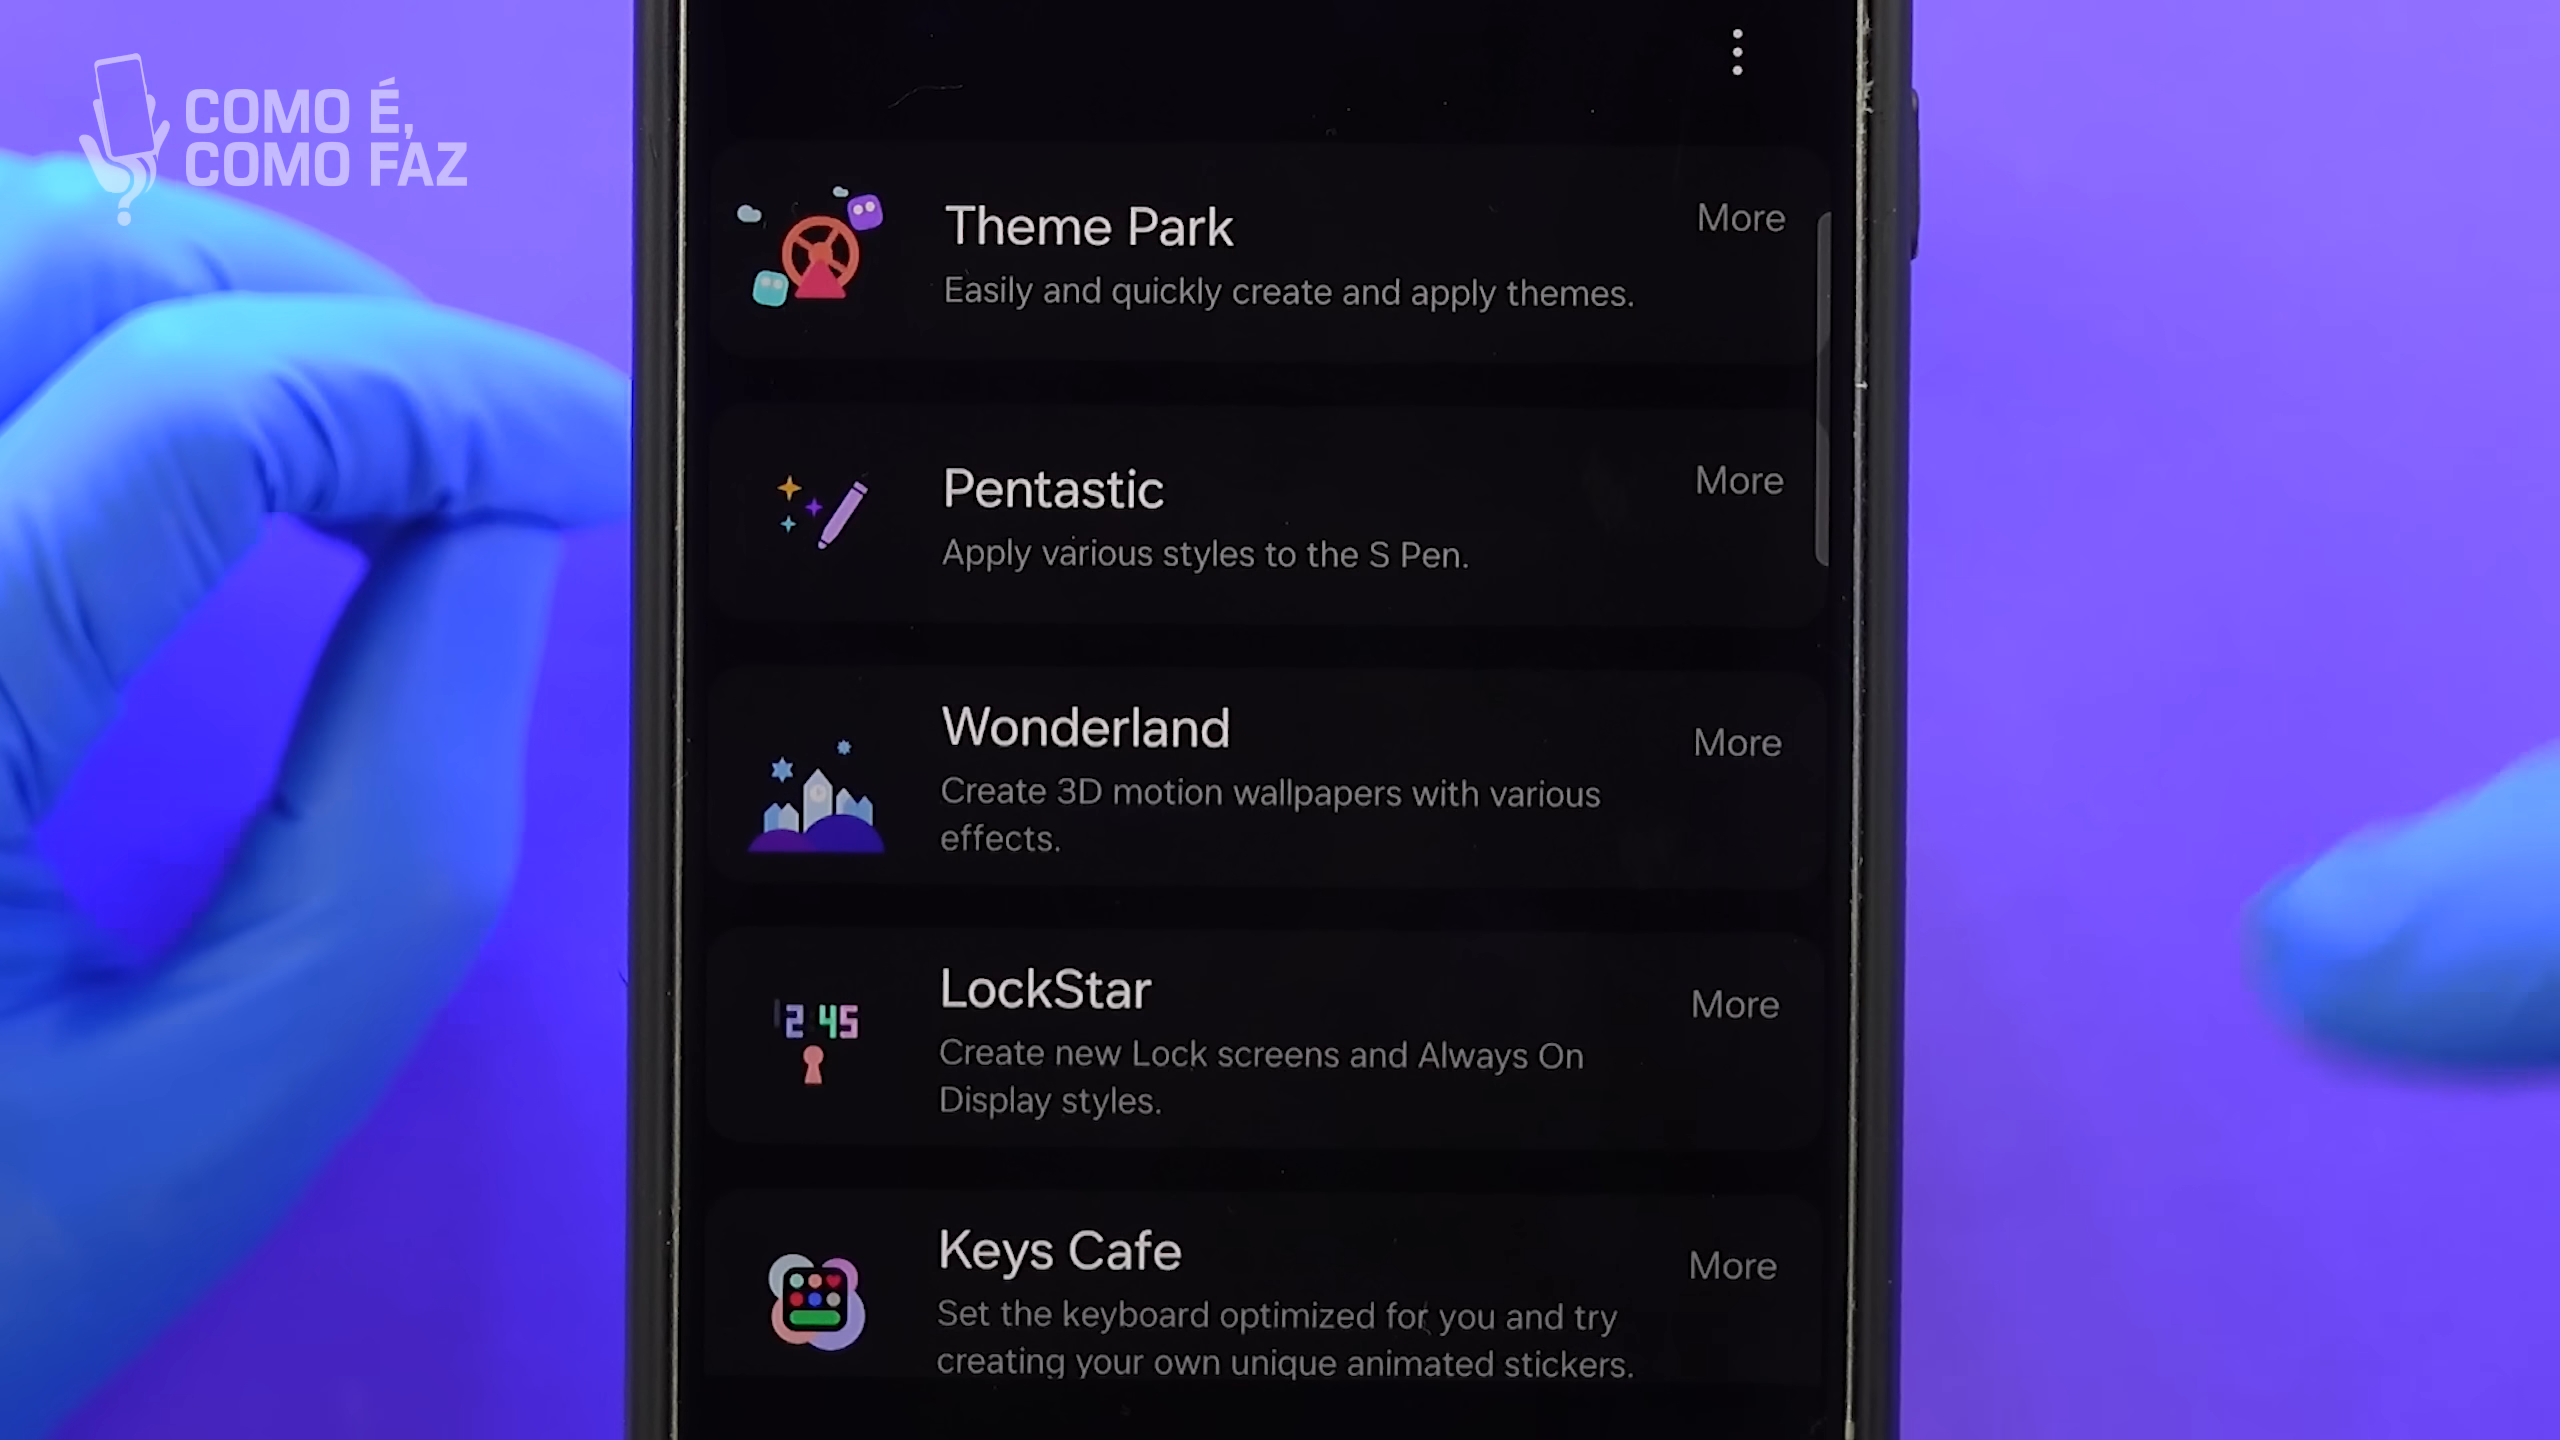 COMO É,
COMO FAZ
Theme Park
More
Easily and quickly create and apply themes.
Pentastic
More
Apply various styles to the S Pen.
Wonderland
More
Create 3D motion wallpapers with various
effects.
LockStar
More
12 45
Create new Lock screens and Always On
Display styles.
Keys Cafe
More
Set the keyboard optimized for you and try
creating your own unique animated stickers.